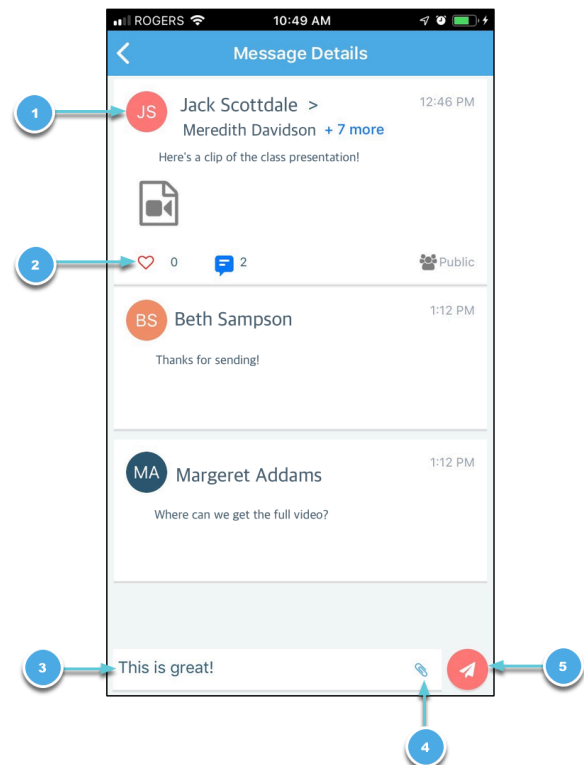 ROGERS 10:49 AM
Message Details
1
JS Jack Scottdale > 12:46 PM
Meredith Davidson + 7 more
Here's a clip of the class presentation!
2
0 2 Public
BS Beth Sampson 1:12 PM
Thanks for sending!
MA Margeret Addams 1:12 PM
Where can we get the full video?
3 This is great! 5
4